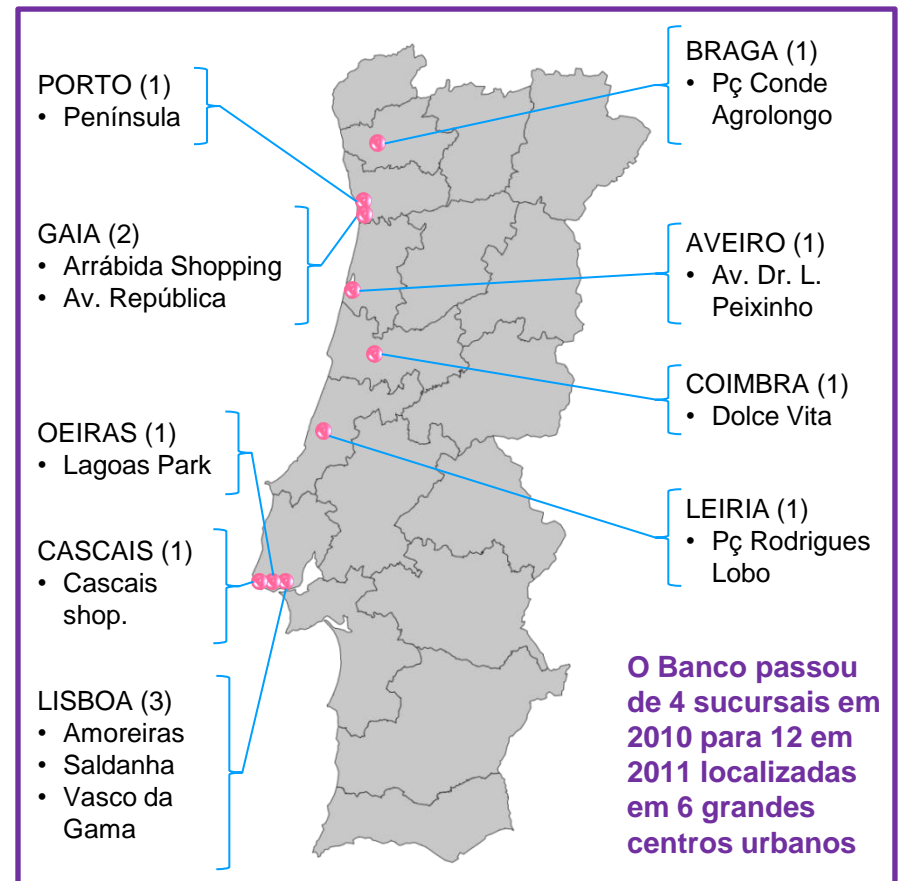 PORTO (1)
• Península
GAIA (2)
• Arrábida Shopping
• Av. República
OEIRAS (1)
• Lagoas Park
CASCAIS (1)
• Cascais
shop.
LISBOA (3)
• Amoreiras
• Saldanha
• Vasco da
Gama
BRAGA (1)
• Pç Conde
Agrolongo
AVEIRO (1)
• Av. Dr. L.
Peixinho
COIMBRA (1)
• Dolce Vita
LEIRIA (1)
• Pç Rodrigues
Lobo
O Banco passou
de 4 sucursais em
2010 para 12 em
2011 localizadas
em 6 grandes
centros urbanos